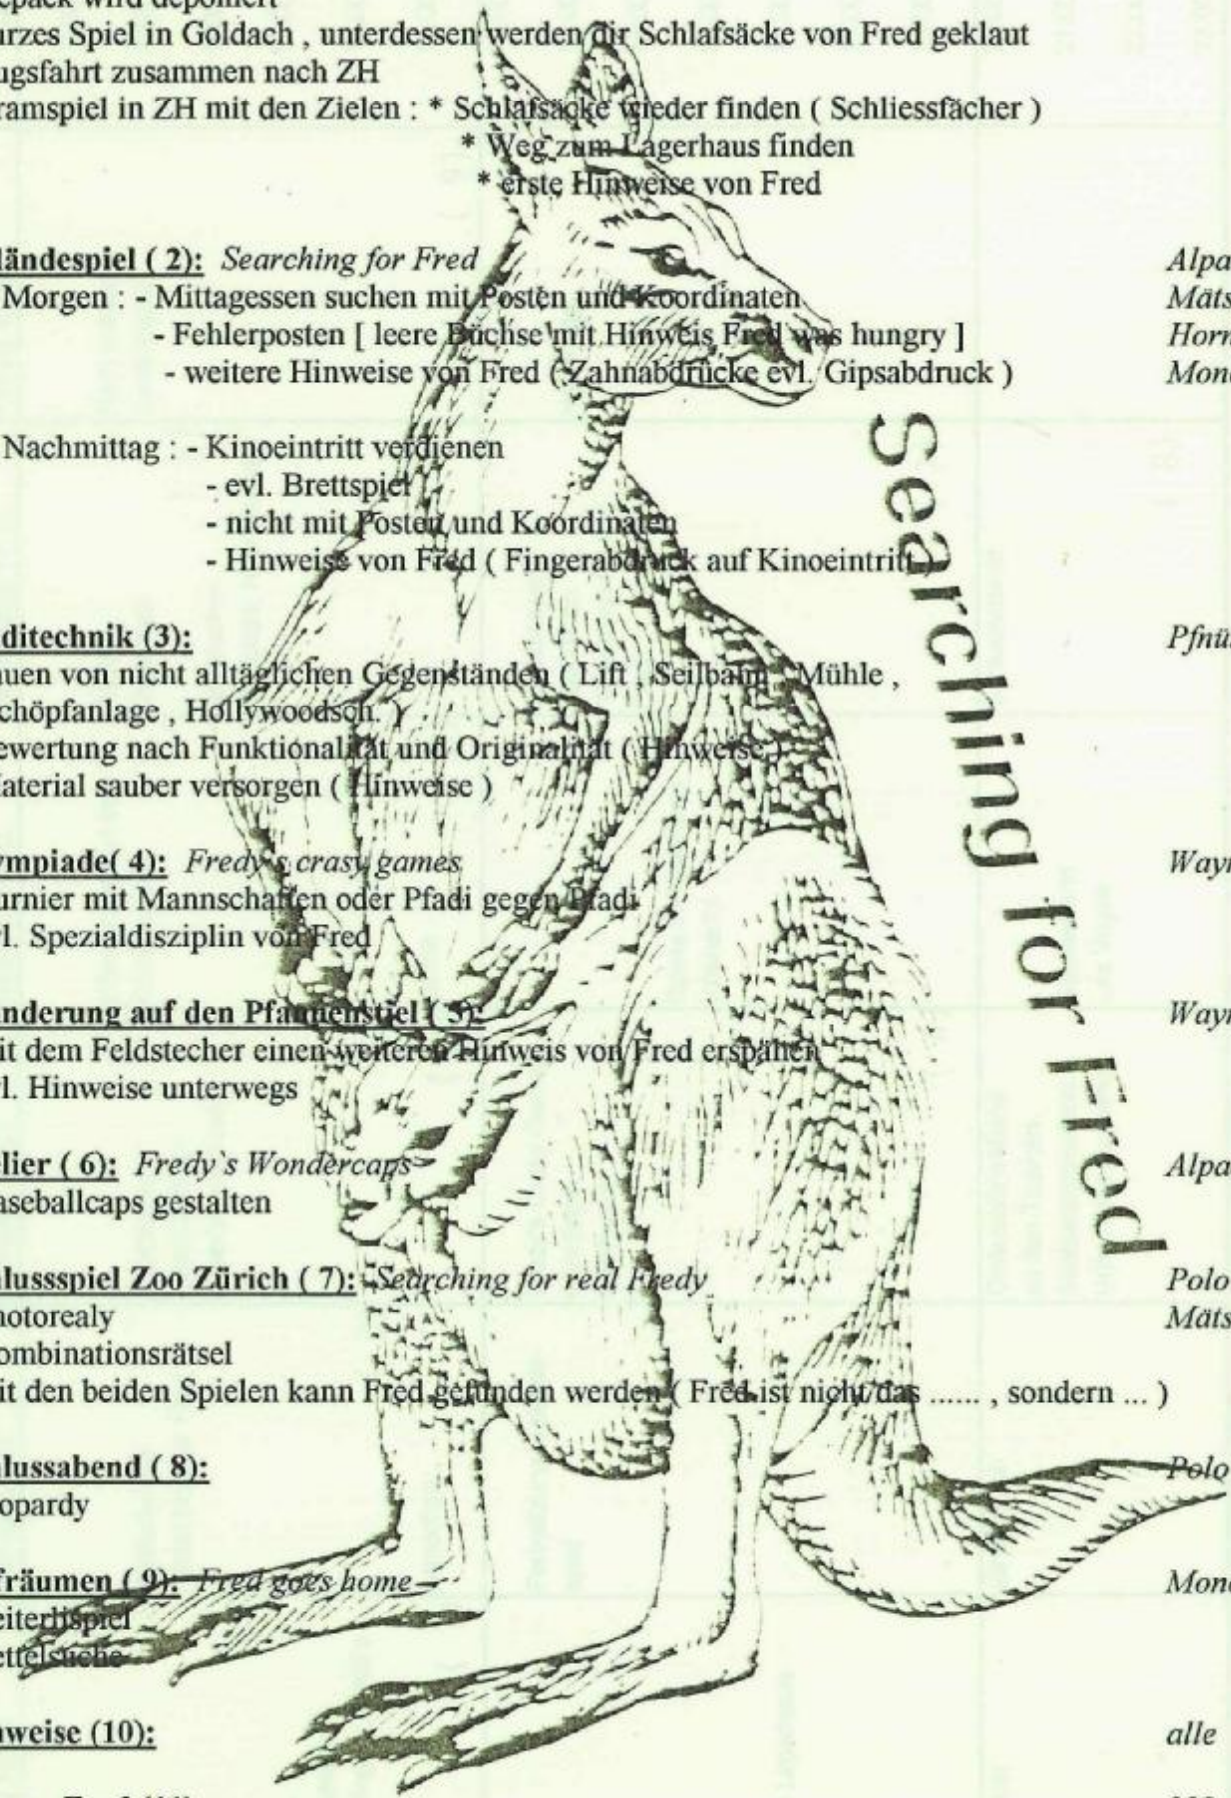 epäck wird deponiert
urzes Spiel in Goldach , unterdessen werden dir Schlafsäcke von Fred geklaut
ugsfahrt zusammen nach ZH
ramspiel in ZH mit den Zielen : * Schlafsäcke wieder finden ( Schliessfächer )
* Weg zum Lagerhaus finden
* erste Hinweise von Fred
ländespiel ( 2): Searching for Fred Alpa
Morgen : - Mittagessen suchen mit Posten und Koordinaten Mäts
- Fehlerposten [ leere Büchse mit Hinweis Fred was hungry ] Horn
- weitere Hinweise von Fred ( Zahnabdrücke evl. Gipsabdruck ) Mono
Nachmittag : - Kinoeintritt verdienen
- evl. Brettspiel
- nicht mit Posten und Koordinaten
- Hinweise von Fred ( Fingerabdruck auf Kinoeintritt )
Searching for Fred
ditechnik (3): Pfnü
auen von nicht alltäglichen Gegenständen ( Lift , Seilbahn , Mühle ,
chöpfanlage , Hollywoodsch. )
ewertung nach Funktionalität und Originalität ( Hinweise )
aterial sauber versorgen ( Hinweise )
ympiade( 4): Fredy`s crasy games Wayn
urnier mit Mannschaften oder Pfadi gegen Pfadi
l. Spezialdisziplin von Fred
anderung auf den Pfannenstiel ( 5): Wayn
it dem Feldstecher einen weiteren Hinweis von Fred erspähen
l. Hinweise unterwegs
lier ( 6): Fredy`s Wondercaps Alpa
aseballcaps gestalten
lussspiel Zoo Zürich ( 7): Searching for real Fredy Polo
hotorealy Mäts
ombinationsrätsel
it den beiden Spielen kann Fred gefunden werden ( Fred ist nicht das ...... , sondern ... )
lussabend ( 8): Polo
opardy
fräumen ( 9): Fred goes home Mono
eiterlispiel
ettelsuche
nweise (10): alle